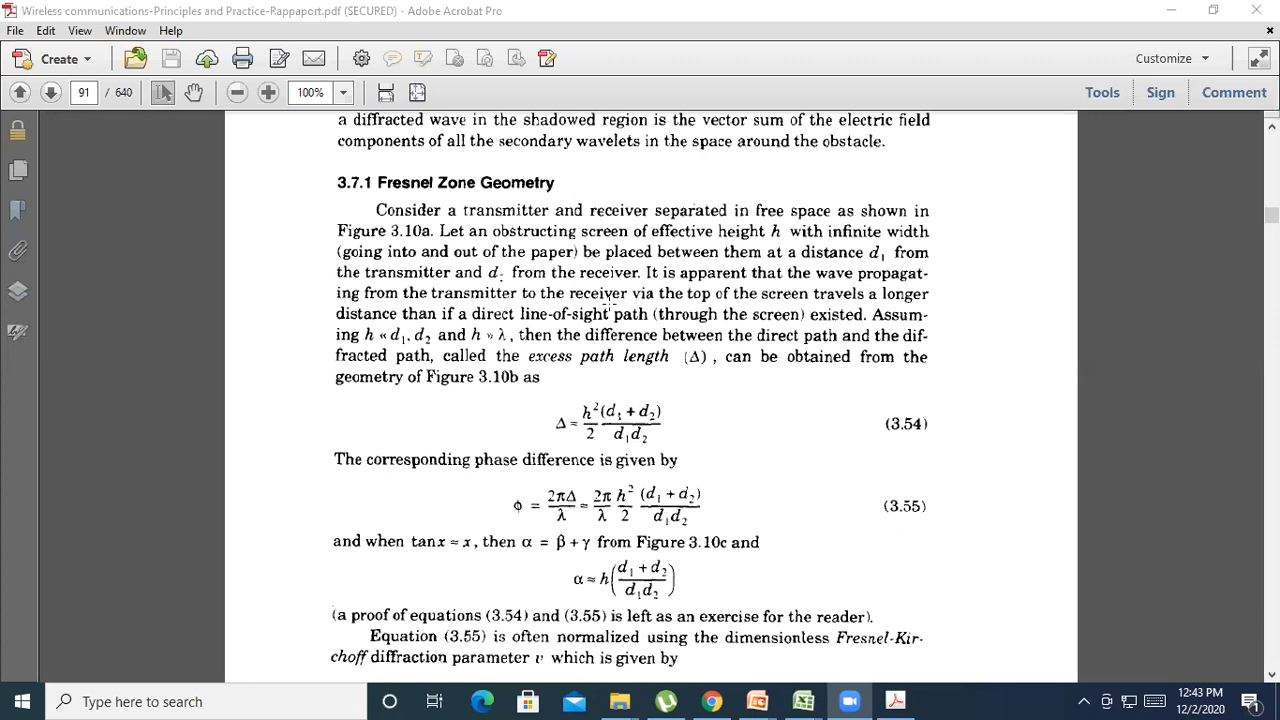 Wireless communications-Principles and Practice-Rappaport.pdf (SECURED) - Adobe Acrobat Pro
File Edit View Window Help
Create
Customize
91 / 640
100%
Tools Sign Comment
a diffracted wave in the shadowed region is the vector sum of the electric field
components of all the secondary wavelets in the space around the obstacle.
3.7.1 Fresnel Zone Geometry
Consider a transmitter and receiver separated in free space as shown in
Figure 3.10a. Let an obstructing screen of effective height h with infinite width
(going into and out of the paper) be placed between them at a distance d₁ from
the transmitter and d₂ from the receiver. It is apparent that the wave propagat-
ing from the transmitter to the receiver via the top of the screen travels a longer
distance than if a direct line-of-sight path (through the screen) existed. Assum-
ing h « d₁, d₂ and h » λ, then the difference between the direct path and the dif-
fracted path, called the excess path length (Δ), can be obtained from the
geometry of Figure 3.10b as
Δ ≈ h²/2 (d₁ + d₂)/d₁d₂ (3.54)
The corresponding phase difference is given by
ϕ = 2πΔ/λ ≈ 2π/λ h²/2 (d₁ + d₂)/d₁d₂ (3.55)
and when tanx ≈ x, then α = β + γ from Figure 3.10c and
α ≈ h((d₁ + d₂)/d₁d₂)
(a proof of equations (3.54) and (3.55) is left as an exercise for the reader).
Equation (3.55) is often normalized using the dimensionless Fresnel-Kir-
choff diffraction parameter v which is given by
Type here to search
12:43 PM
12/2/2020